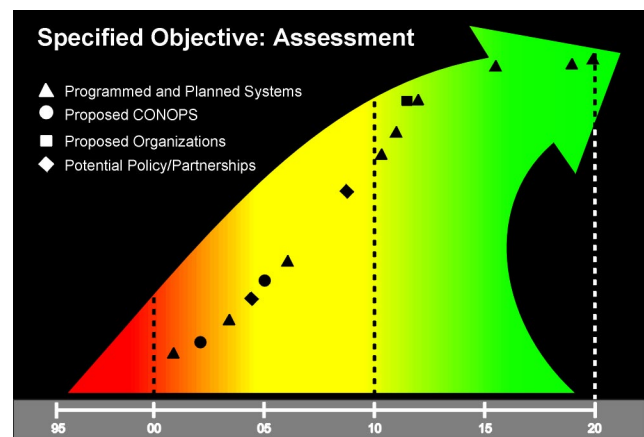 Specified Objective: Assessment
Programmed and Planned Systems
Proposed CONOPS
Proposed Organizations
Potential Policy/Partnerships
95 00 05 10 15 20